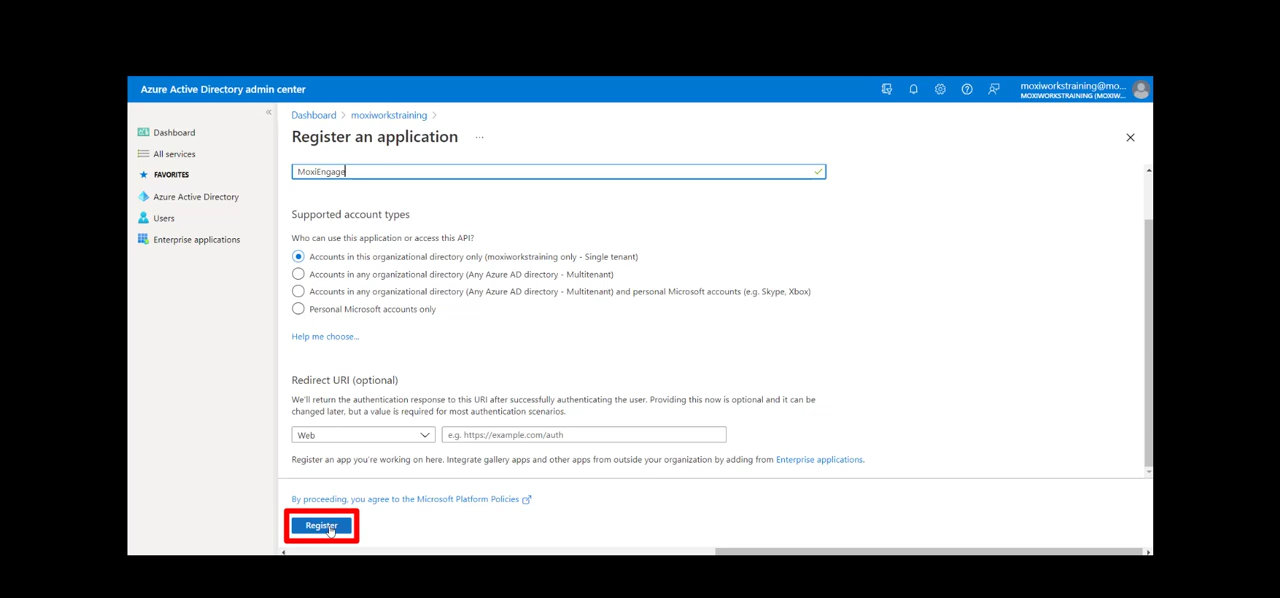 Azure Active Directory admin center
moxiworkstraining@mo...
MOXIWORKSTRAINING (MOXIW...
Dashboard
All services
FAVORITES
Azure Active Directory
Users
Enterprise applications
Dashboard > moxiworkstraining >
Register an application ...
MoxiEngage
Supported account types
Who can use this application or access this API?
Accounts in this organizational directory only (moxiworkstraining only - Single tenant)
Accounts in any organizational directory (Any Azure AD directory - Multitenant)
Accounts in any organizational directory (Any Azure AD directory - Multitenant) and personal Microsoft accounts (e.g. Skype, Xbox)
Personal Microsoft accounts only
Help me choose...
Redirect URI (optional)
We'll return the authentication response to this URI after successfully authenticating the user. Providing this now is optional and it can be
changed later, but a value is required for most authentication scenarios.
Web
e.g. https://example.com/auth
Register an app you're working on here. Integrate gallery apps and other apps from outside your organization by adding from Enterprise applications.
By proceeding, you agree to the Microsoft Platform Policies
Register